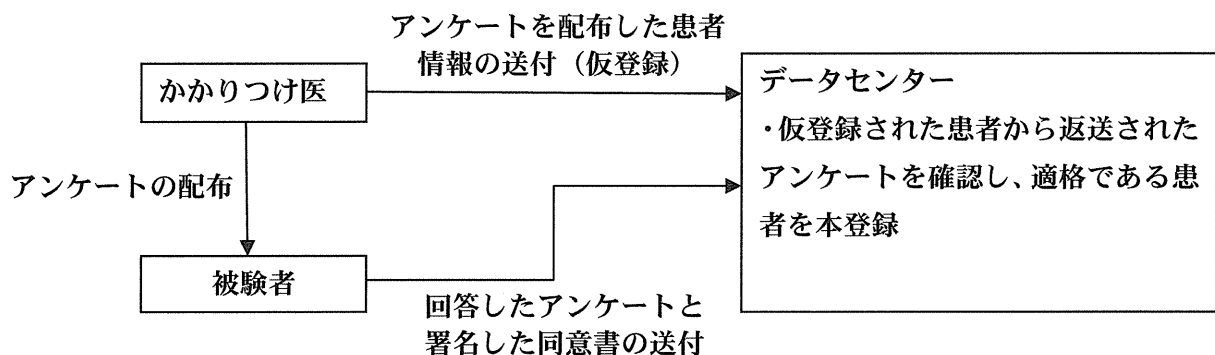 アンケートを配布した患者
情報の送付（仮登録）
かかりつけ医
データセンター
・仮登録された患者から返送された
アンケートを確認し、適格である患
者を本登録
アンケートの配布
被験者
回答したアンケートと
署名した同意書の送付